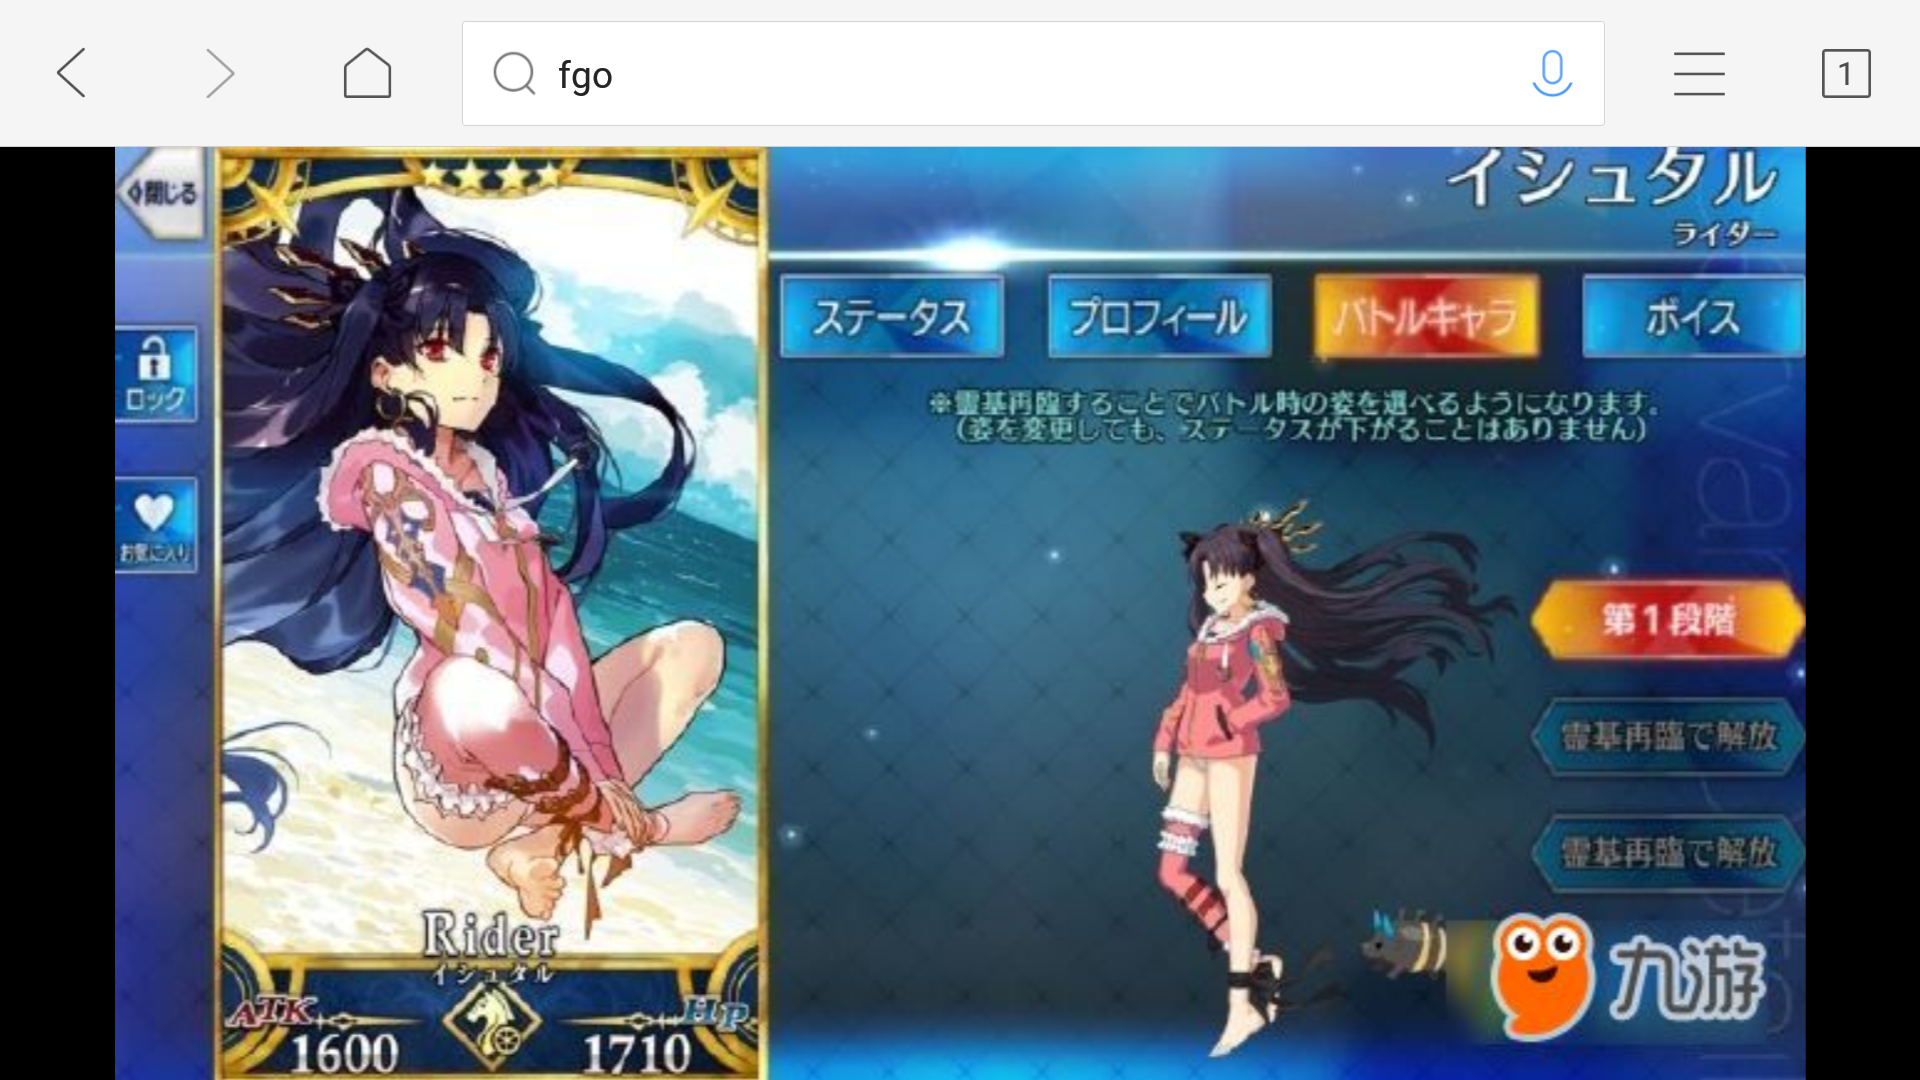 fgo
1
閉じる
イシュタル
ライダー
ステータス
プロフィール
バトルキャラ
ボイス
ロック
お気に入り
※霊基再臨することでバトル時の姿を選べるようになります。
(姿を変更しても、ステータスが下がることはありません)
第1段階
霊基再臨で解放
霊基再臨で解放
Rider
イシュタル
ATK
1600
HP
1710
九游